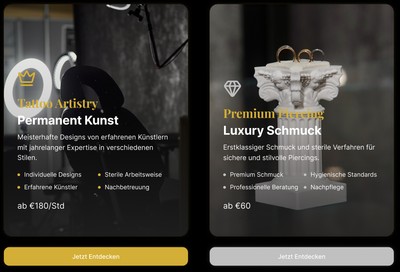 Tattoo Artistry
Permanent Kunst
Meisterhafte Designs von erfahrenen Künstlern
mit jahrelanger Expertise in verschiedenen
Stilen.
Individuelle Designs
Sterile Arbeitsweise
Erfahrene Künstler
Nachbetreuung
ab €180/Std
Jetzt Entdecken
Premium Piercing
Luxury Schmuck
Erstklassiger Schmuck und sterile Verfahren für
sichere und stilvolle Piercings.
Premium Schmuck
Hygienische Standards
Professionelle Beratung
Nachpflege
ab €60
Jetzt Entdecken